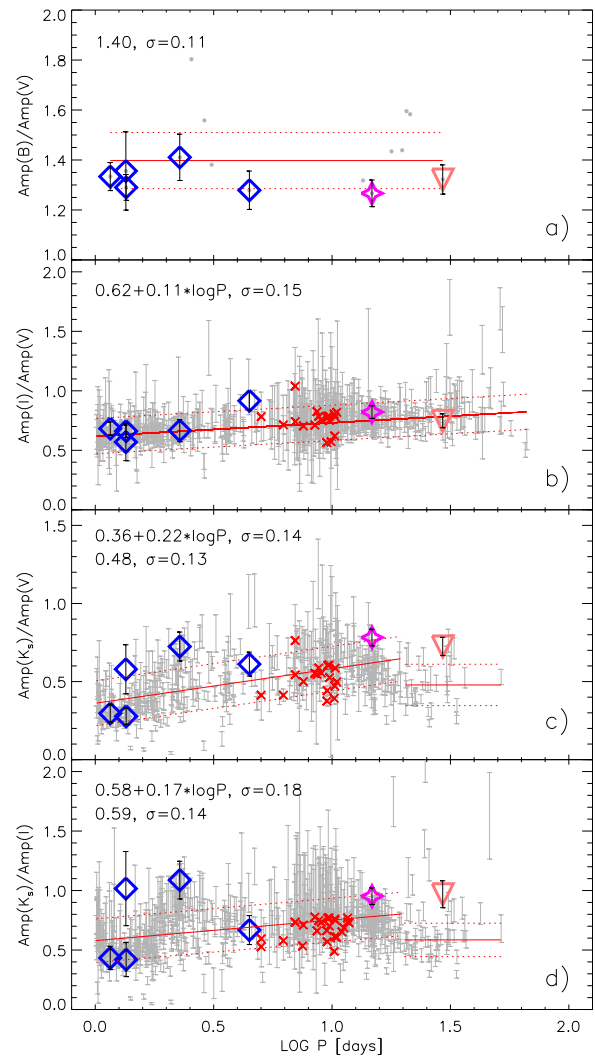 2.0
1.40, σ=0.11
1.8
1.6
1.4
1.2
1.0
Amp(B)/Amp(V)
a)
2.0
0.62+0.11*logP, σ=0.15
1.5
1.0
0.5
0.0
Amp(I)/Amp(V)
b)
1.5
0.36+0.22*logP, σ=0.14
0.48, σ=0.13
1.0
0.5
0.0
Amp(Ks)/Amp(V)
c)
2.0
0.58+0.17*logP, σ=0.18
0.59, σ=0.14
1.5
1.0
0.5
0.0
Amp(Ks)/Amp(I)
d)
0.0 0.5 1.0 1.5 2.0
LOG P [days]